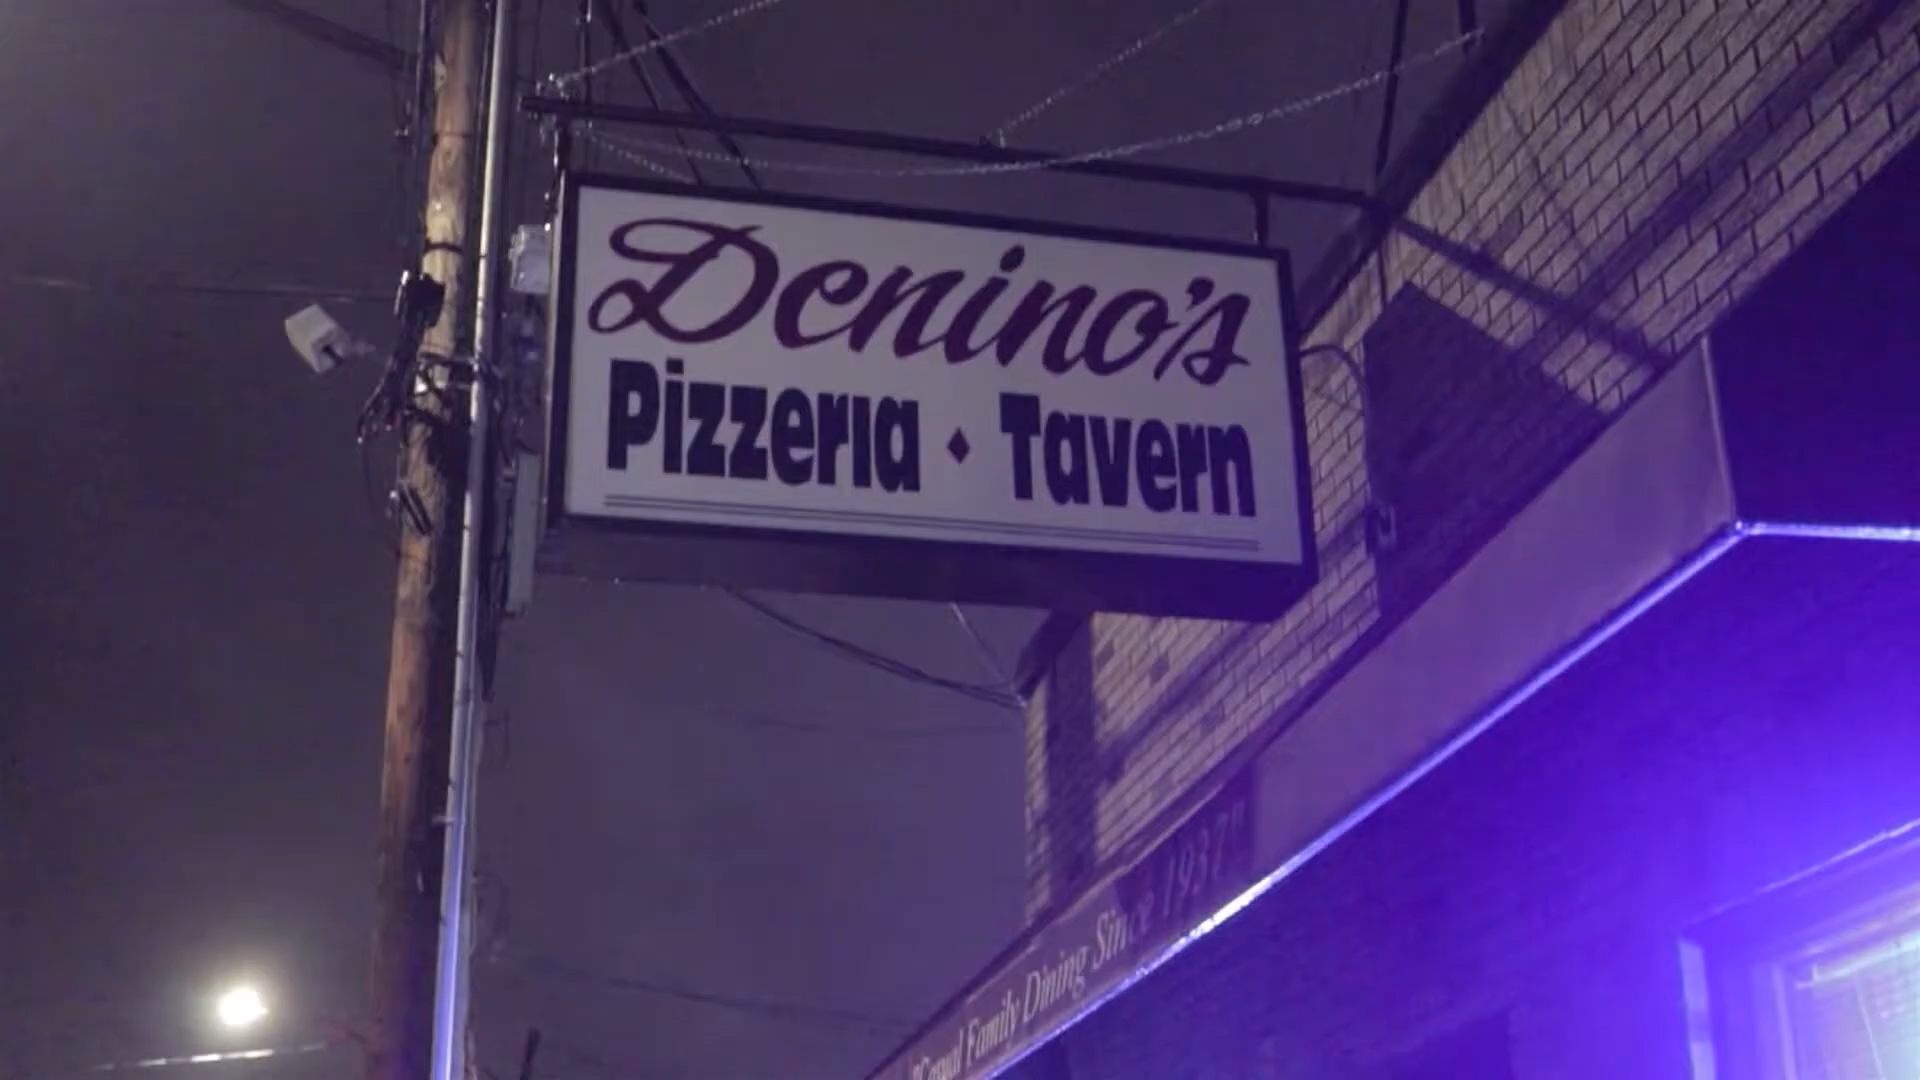 Denino's
Pizzeria ♦ Tavern
"Casual Family Dining Since 1937"